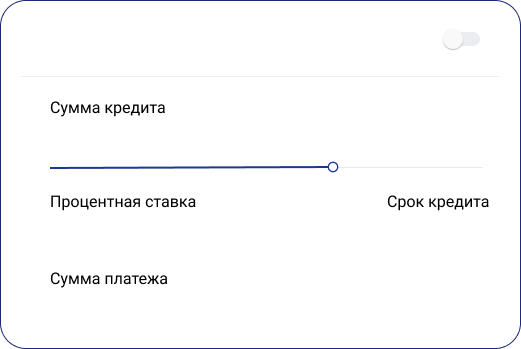 Сумма кредита
Процентная ставка
Срок кредита
Сумма платежа